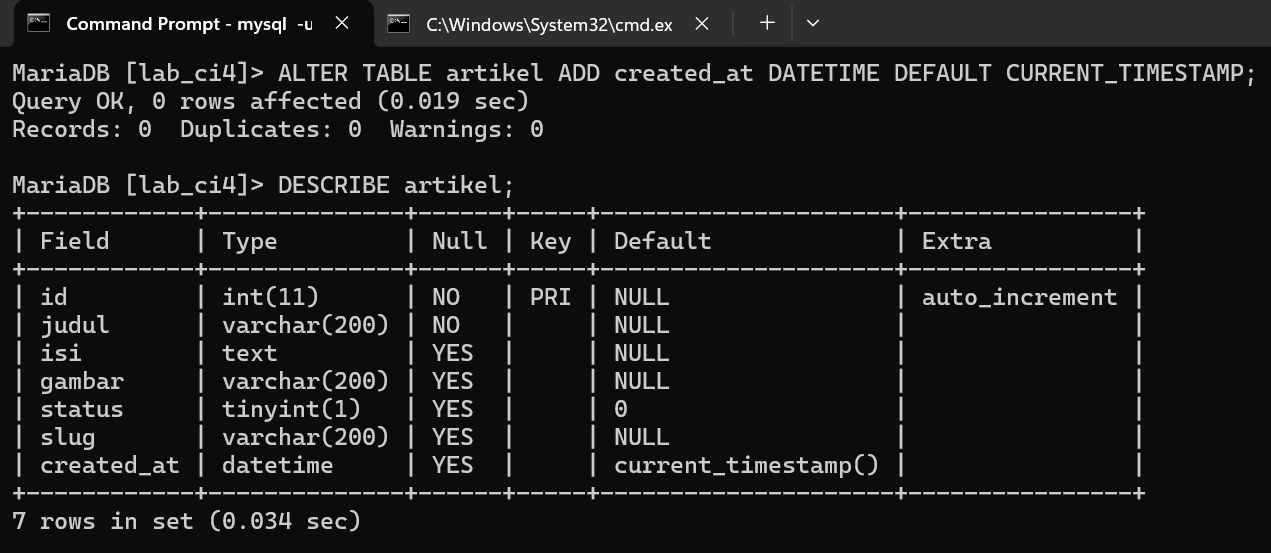 Command Prompt - mysql -u
C:\Windows\System32\cmd.ex
MariaDB [lab_ci4]> ALTER TABLE artikel ADD created_at DATETIME DEFAULT CURRENT_TIMESTAMP;
Query OK, 0 rows affected (0.019 sec)
Records: 0  Duplicates: 0  Warnings: 0

MariaDB [lab_ci4]> DESCRIBE artikel;
+------------+--------------+------+-----+---------------------+----------------+
| Field      | Type         | Null | Key | Default             | Extra          |
+------------+--------------+------+-----+---------------------+----------------+
| id         | int(11)      | NO   | PRI | NULL                | auto_increment |
| judul      | varchar(200) | NO   |     | NULL                |                |
| isi        | text         | YES  |     | NULL                |                |
| gambar     | varchar(200) | YES  |     | NULL                |                |
| status     | tinyint(1)   | YES  |     | 0                   |                |
| slug       | varchar(200) | YES  |     | NULL                |                |
| created_at | datetime     | YES  |     | current_timestamp() |                |
+------------+--------------+------+-----+---------------------+----------------+
7 rows in set (0.034 sec)